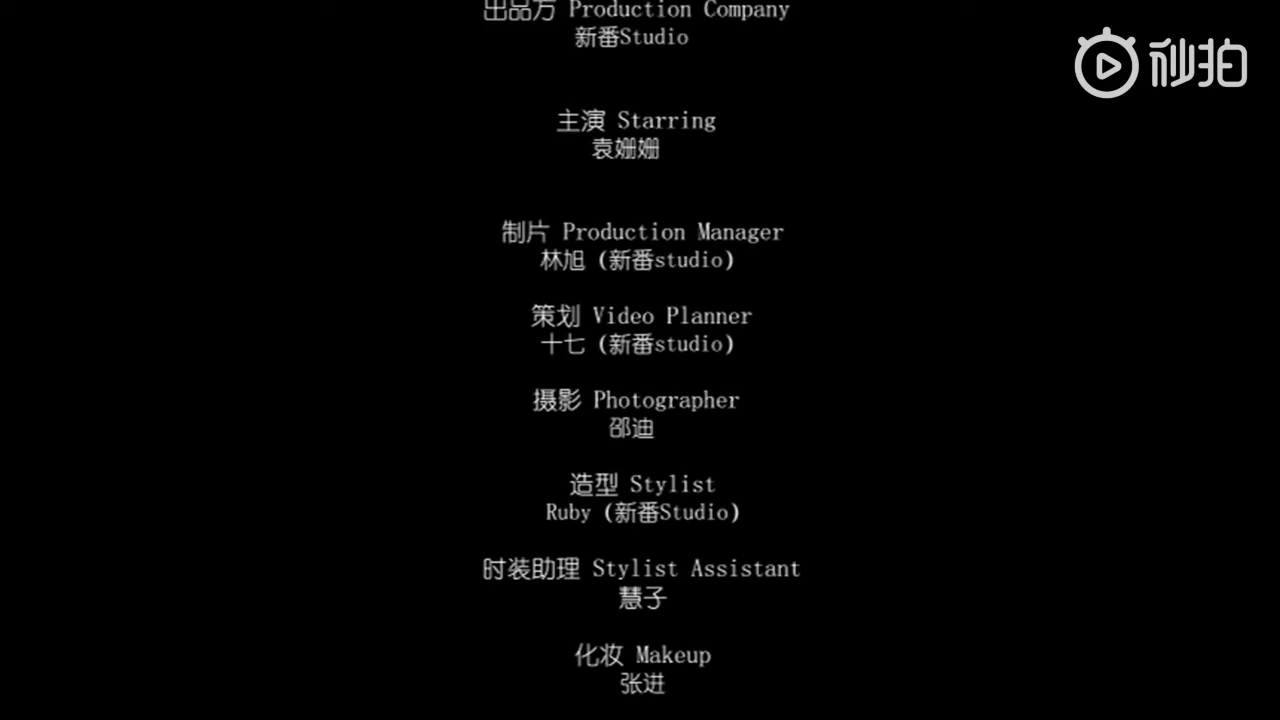 出品方 Production Company
新番Studio
秒拍
主演 Starring
袁姗姗
制片 Production Manager
林旭（新番studio）
策划 Video Planner
十七（新番studio）
摄影 Photographer
邵迪
造型 Stylist
Ruby（新番Studio）
时装助理 Stylist Assistant
慧子
化妆 Makeup
张进